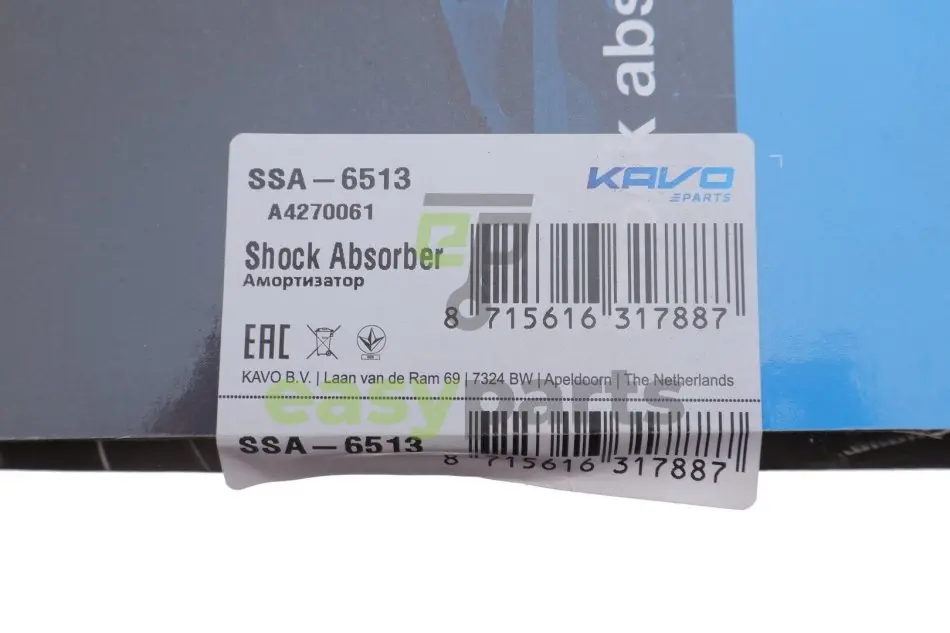 k abs
SSA-6513
KAVO
PARTS
A4270061
Shock Absorber
Амортизатор
8 715616 317887
EAC
KAVO B.V. | Laan van de Ram 69 | 7324 BW | Apeldoorn | The Netherlands
easyparts
SSA-6513
8 715616 317887